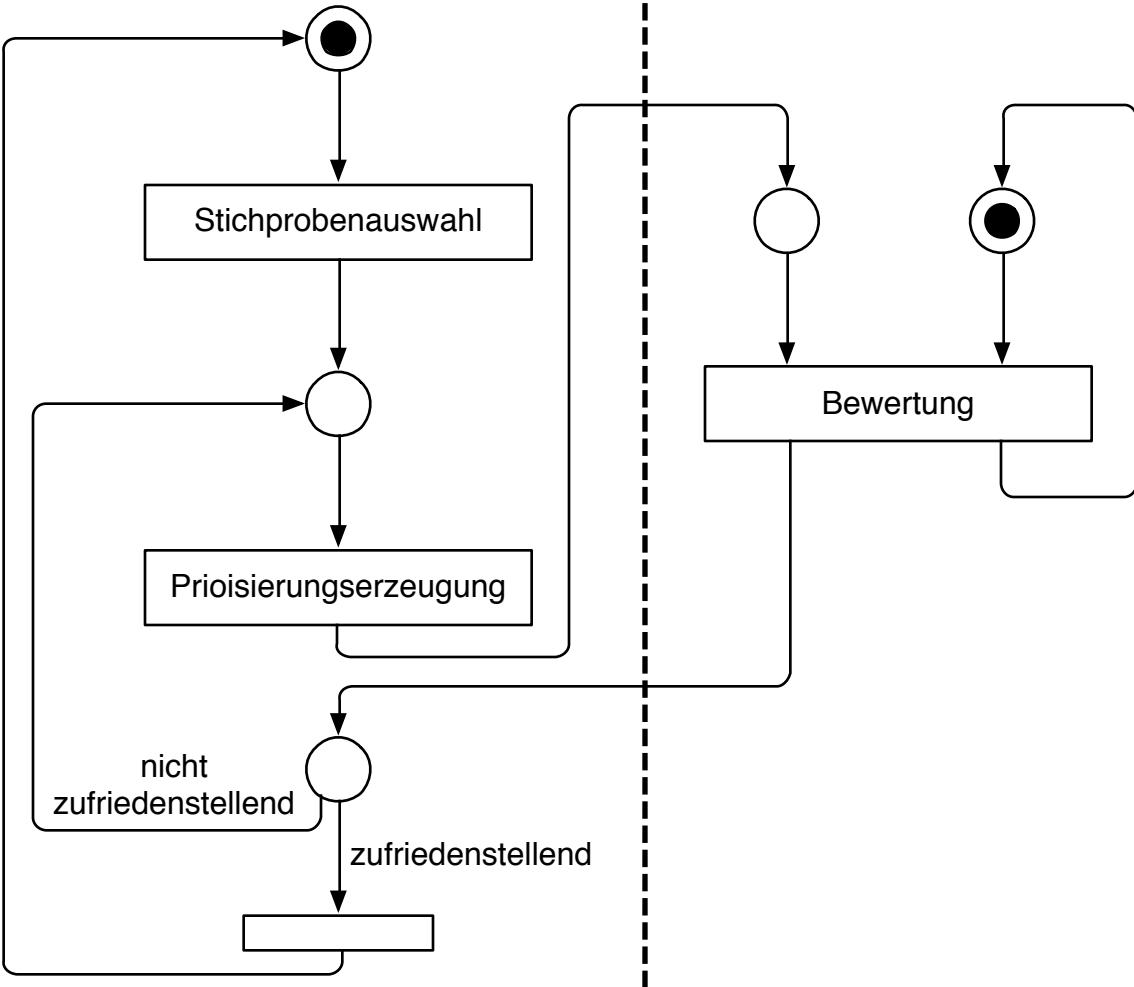 Stichprobenauswahl
Bewertung
Prioisierungserzeugung
nicht
zufriedenstellend
zufriedenstellend